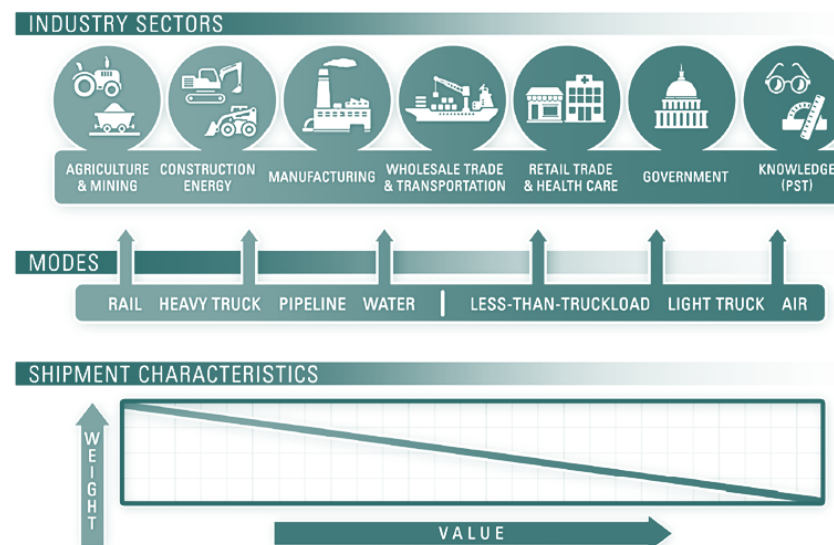 INDUSTRY SECTORS
AGRICULTURE
& MINING
CONSTRUCTION
ENERGY
MANUFACTURING
WHOLESALE TRADE
& TRANSPORTATION
RETAIL TRADE
& HEALTH CARE
GOVERNMENT
KNOWLEDGE
(PST)
MODES
RAIL HEAVY TRUCK PIPELINE WATER | LESS-THAN-TRUCKLOAD LIGHT TRUCK AIR
SHIPMENT CHARACTERISTICS
WEIGHT
VALUE